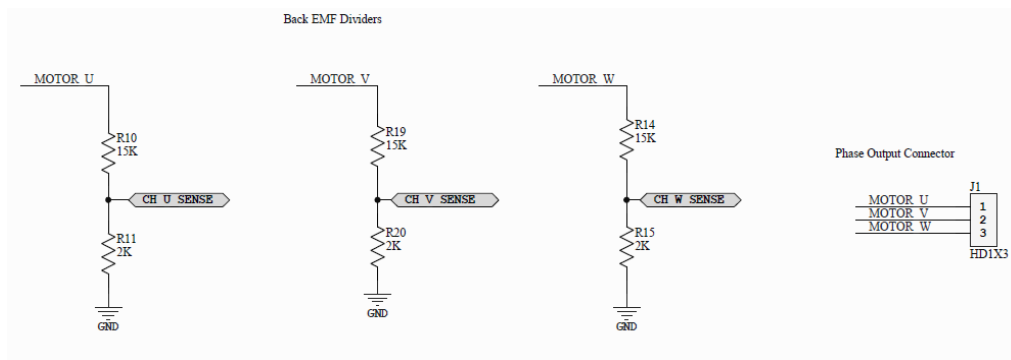 Back EMF Dividers
MOTOR U
R10
15K
CH U SENSE
R11
2K
GND
MOTOR V
R19
15K
CH V SENSE
R20
2K
GND
MOTOR W
R14
15K
CH W SENSE
R15
2K
GND
Phase Output Connector
J1
MOTOR U 1
MOTOR V 2
MOTOR W 3
HD1X3